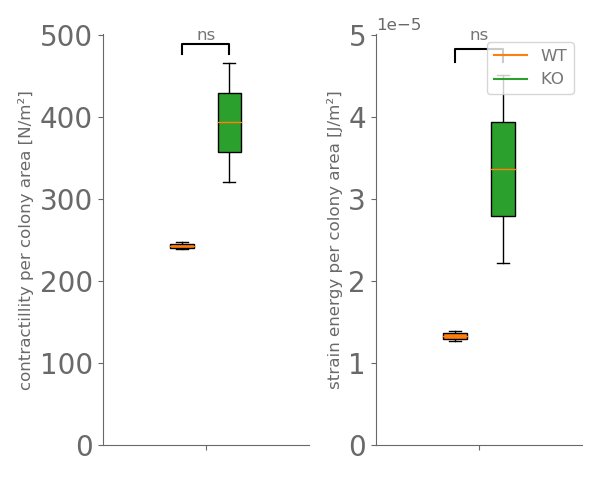 contractillity per colony area [N/m²]
500
400
300
200
100
0
ns
strain energy per colony area [J/m²]
1e−5
5
4
3
2
1
0
ns
WT
KO